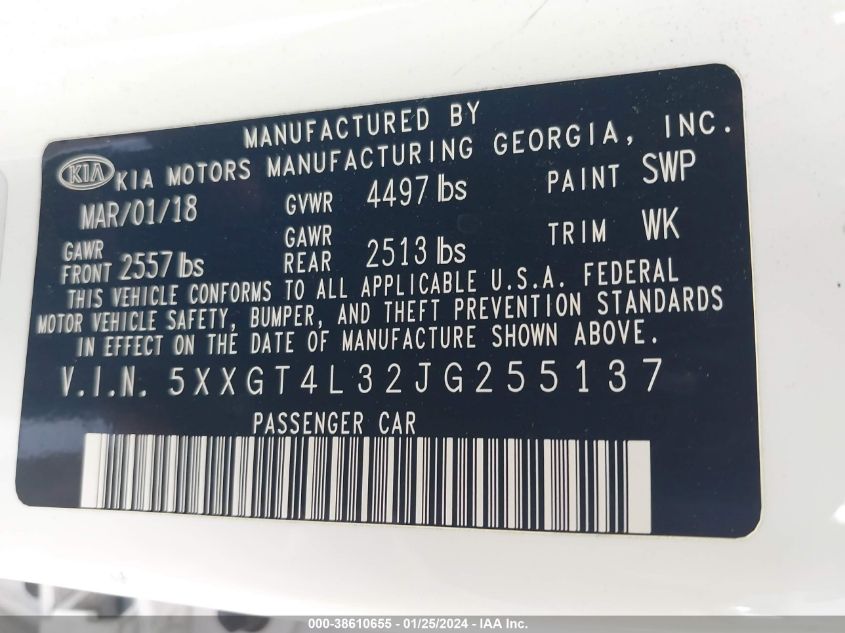 MANUFACTURED BY
KIA KIA MOTORS MANUFACTURING GEORGIA, INC.
MAR/01/18 GVWR 4497 lbs PAINT SWP
GAWR FRONT 2557 lbs GAWR REAR 2513 lbs TRIM WK
THIS VEHICLE CONFORMS TO ALL APPLICABLE U.S.A. FEDERAL
MOTOR VEHICLE SAFETY, BUMPER, AND THEFT PREVENTION STANDARDS
IN EFFECT ON THE DATE OF MANUFACTURE SHOWN ABOVE.
V.I.N. 5XXGT4L32JG255137
PASSENGER CAR
000-38610655 - 01/25/2024 - IAA Inc.